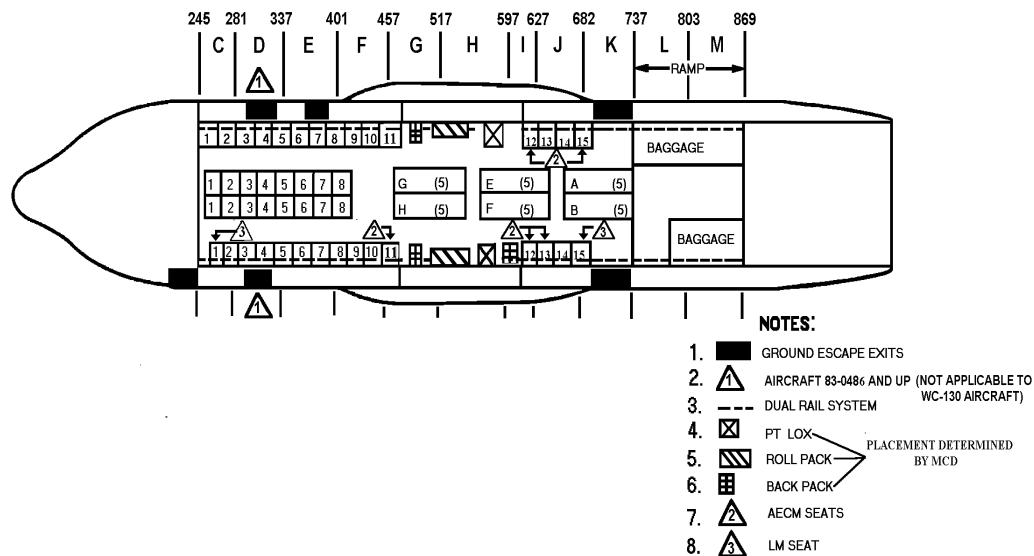 245 281 337 401 457 517 597 627 682 737 803 869
C D E F G H I J K L M
RAMP
1
1 2 3 4 5 6 7 8 9 10 11 12 13 14 15
2
BAGGAGE
1 2 3 4 5 6 7 8
G (5) E (5) A (5)
1 2 3 4 5 6 7 8
H (5) F (5) B (5)
3 2 2 3
BAGGAGE
1 2 3 4 5 6 7 8 9 10 11 12 13 14 15
1
NOTES:
1. GROUND ESCAPE EXITS
2. 1 AIRCRAFT 83-0486 AND UP (NOT APPLICABLE TO
WC-130 AIRCRAFT)
3. DUAL RAIL SYSTEM
4. PT LOX
5. ROLL PACK
6. BACK PACK
PLACEMENT DETERMINED
BY MCD
7. 2 AECM SEATS
8. 3 LM SEAT